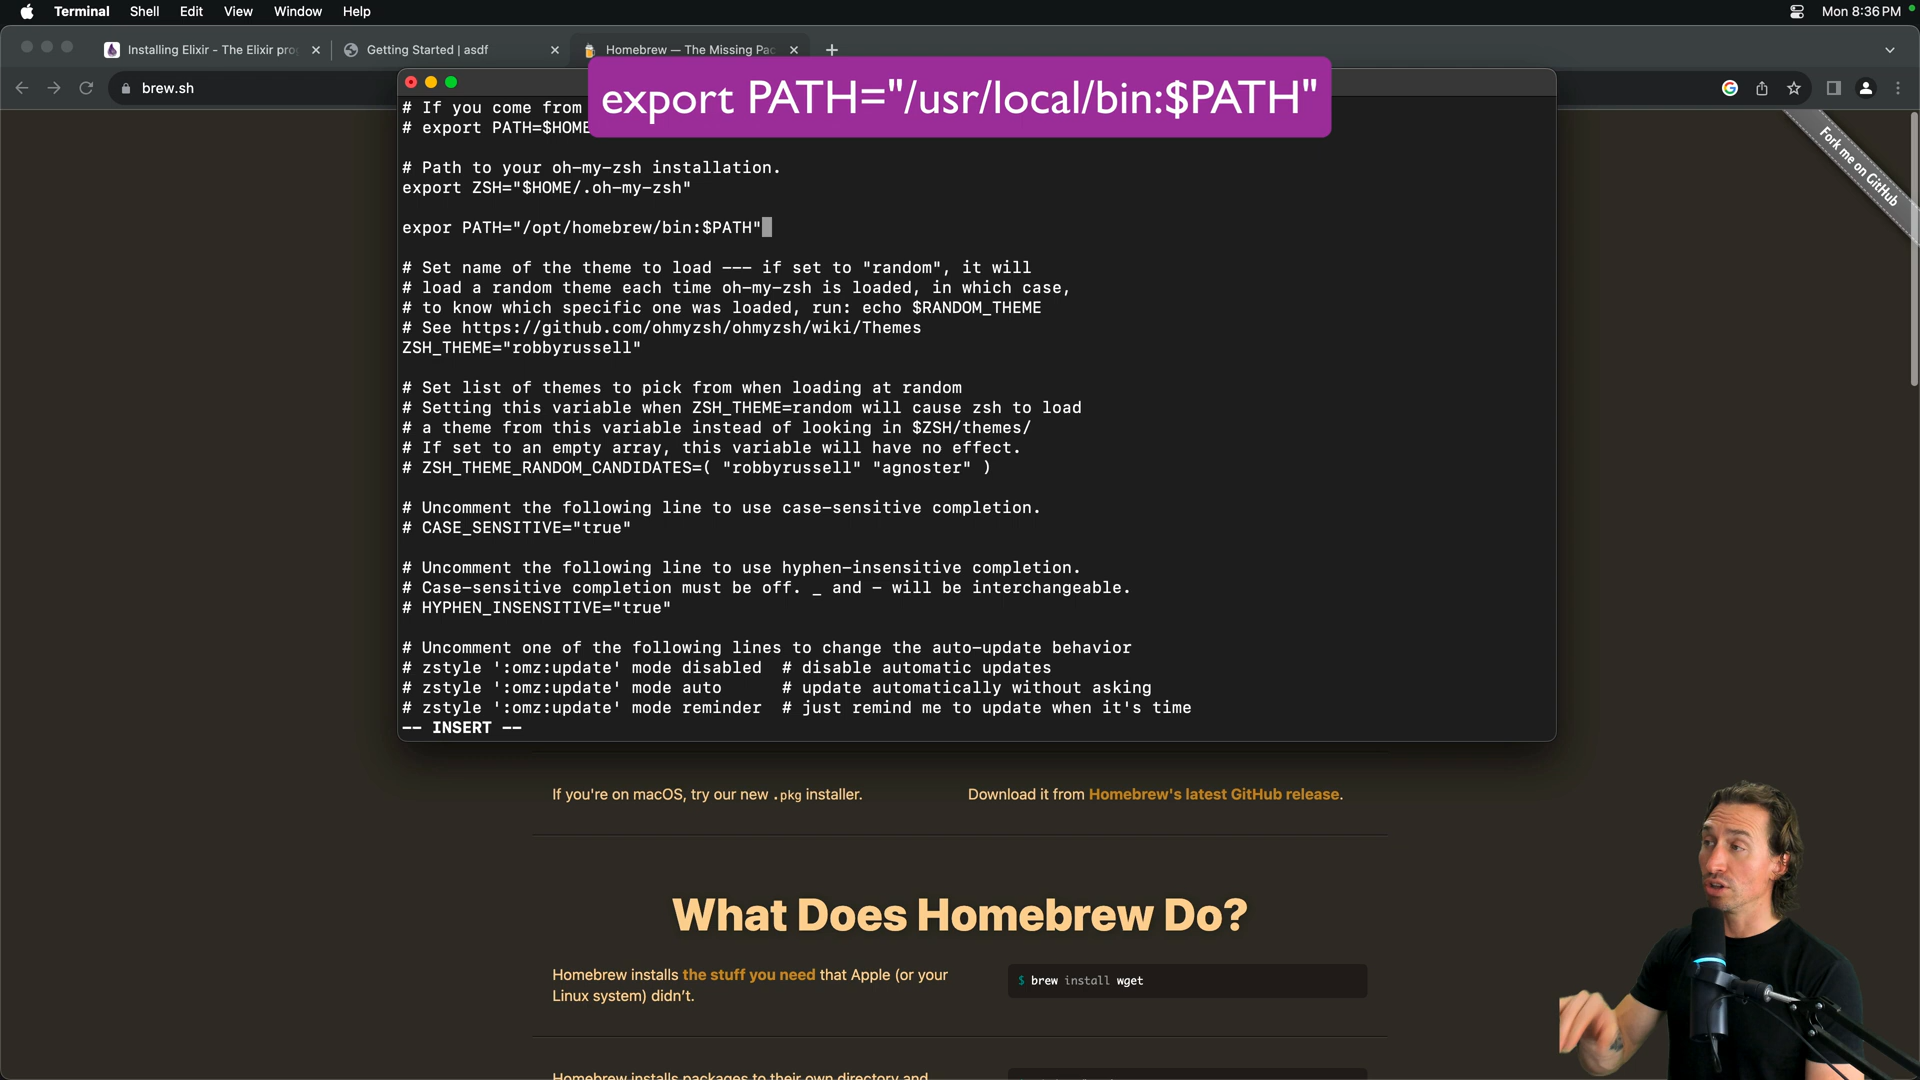 Terminal Shell Edit View Window Help Mon 8:36 PM
Installing Elixir - The Elixir pro
Getting Started | asdf
Homebrew — The Missing Pac
brew.sh
export PATH="/usr/local/bin:$PATH"
# If you come from
# export PATH=$HOME
# Path to your oh-my-zsh installation.
export ZSH="$HOME/.oh-my-zsh"
expor PATH="/opt/homebrew/bin:$PATH"
# Set name of the theme to load --- if set to "random", it will
# load a random theme each time oh-my-zsh is loaded, in which case,
# to know which specific one was loaded, run: echo $RANDOM_THEME
# See https://github.com/ohmyzsh/ohmyzsh/wiki/Themes
ZSH_THEME="robbyrussell"
# Set list of themes to pick from when loading at random
# Setting this variable when ZSH_THEME=random will cause zsh to load
# a theme from this variable instead of looking in $ZSH/themes/
# If set to an empty array, this variable will have no effect.
# ZSH_THEME_RANDOM_CANDIDATES=( "robbyrussell" "agnoster" )
# Uncomment the following line to use case-sensitive completion.
# CASE_SENSITIVE="true"
# Uncomment the following line to use hyphen-insensitive completion.
# Case-sensitive completion must be off. _ and - will be interchangeable.
# HYPHEN_INSENSITIVE="true"
# Uncomment one of the following lines to change the auto-update behavior
# zstyle ':omz:update' mode disabled  # disable automatic updates
# zstyle ':omz:update' mode auto      # update automatically without asking
# zstyle ':omz:update' mode reminder  # just remind me to update when it's time
-- INSERT --
Fork me on GitHub
If you're on macOS, try our new .pkg installer.
Download it from Homebrew's latest GitHub release.
What Does Homebrew Do?
Homebrew installs the stuff you need that Apple (or your
Linux system) didn't.
$ brew install wget
Homebrew installs packages to their own directory and